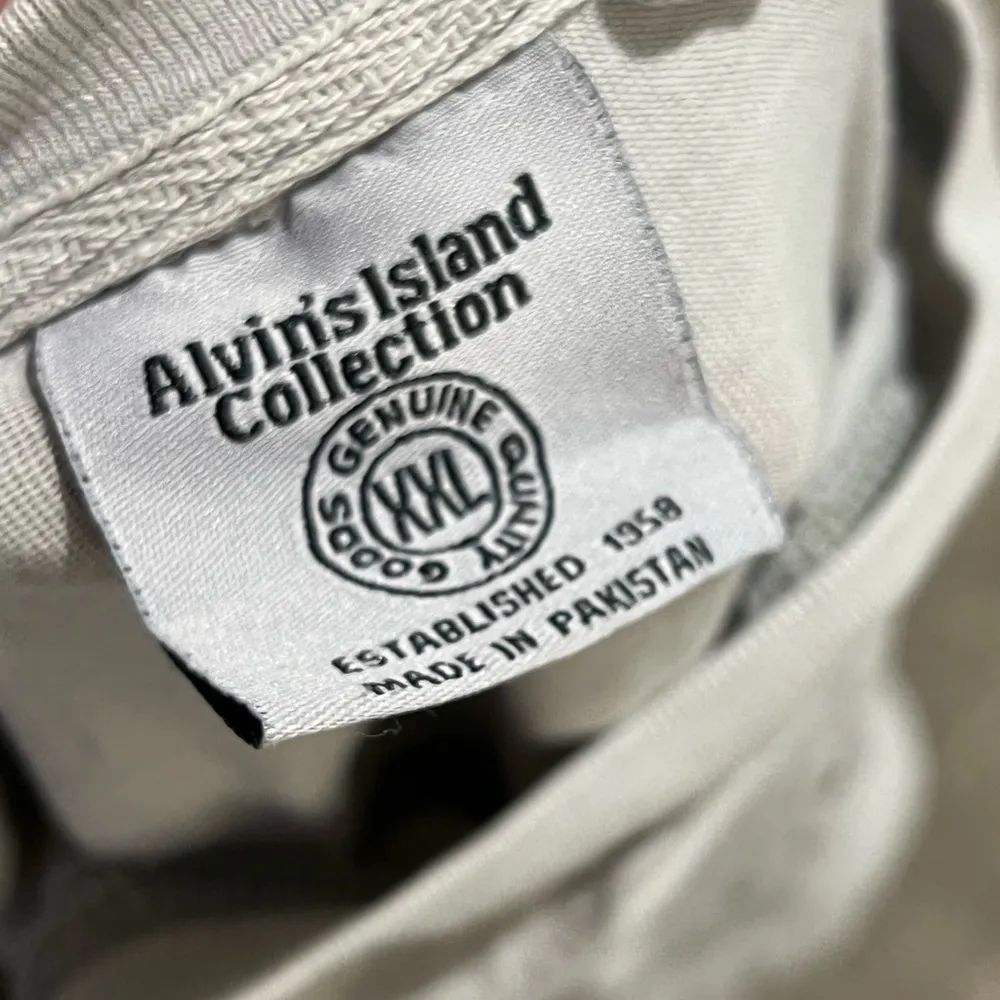 Alvin's Island
Collection
GENUINE QUALITY GOODS
XXL
ESTABLISHED 1958
MADE IN PAKISTAN